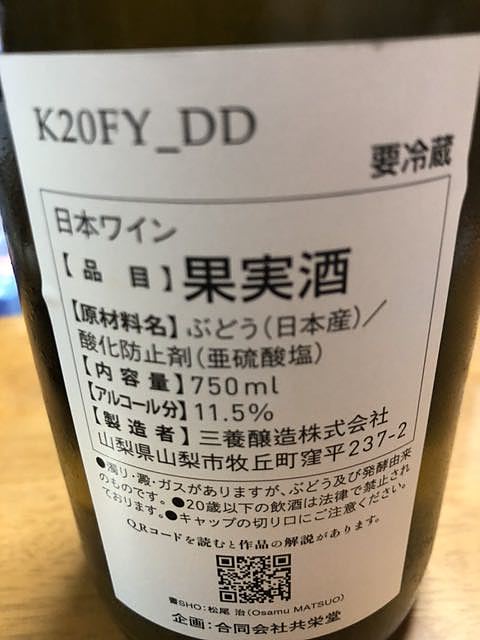 K20FY_DD
要冷蔵
日本ワイン
【品　目】果実酒
【原材料名】ぶどう(日本産)／
酸化防止剤(亜硫酸塩)
【内 容 量】750ml
【アルコール分】11.5%
【製 造 者】三養醸造株式会社
山梨県山梨市牧丘町窪平237-2
●濁り・澱・ガスがありますが、ぶどう及び発酵由来
のものです。●20歳以下の飲酒は法律で禁止され
ております。●キャップの切り口にご注意ください。
QRコードを読むと作品の解説があります。
書SHO:松尾 治(Osamu MATSUO)
企画:合同会社共栄堂